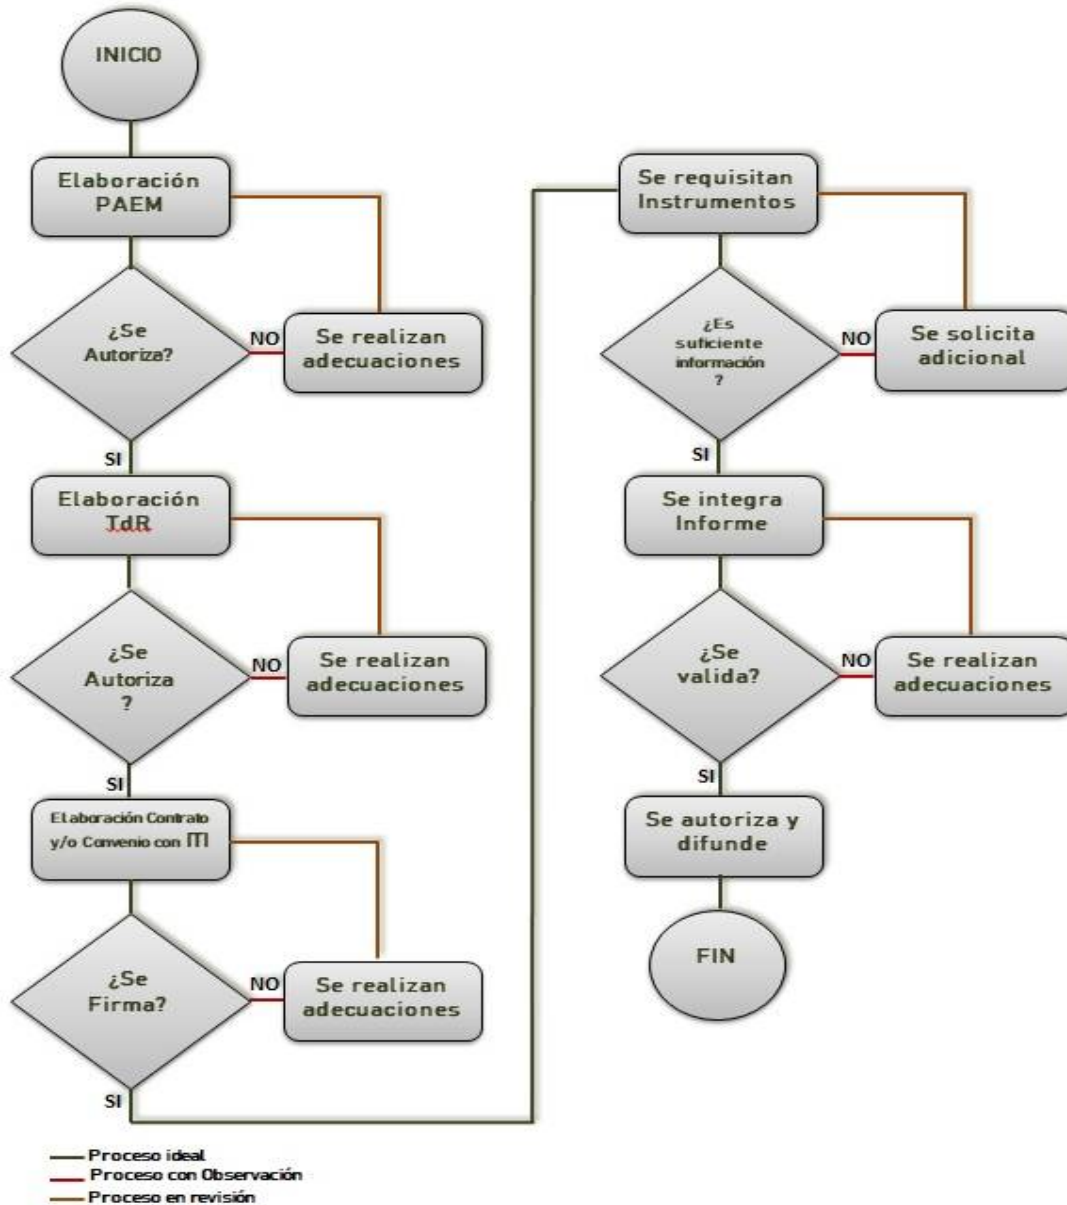 INICIO
Elaboración
PAEM
¿Se
Autoriza?
NO
Se realizan
adecuaciones
SI
Elaboración
TdR
¿Se
Autoriza
?
NO
Se realizan
adecuaciones
SI
Elaboración Contrato
y/o Convenio con ITI
¿Se
Firma?
NO
Se realizan
adecuaciones
SI
Se requisitan
Instrumentos
¿Es
suficiente
información
?
NO
Se solicita
adicional
SI
Se integra
Informe
¿Se
valida?
NO
Se realizan
adecuaciones
SI
Se autoriza y
difunde
FIN
Proceso ideal
Proceso con Observación
Proceso en revisión